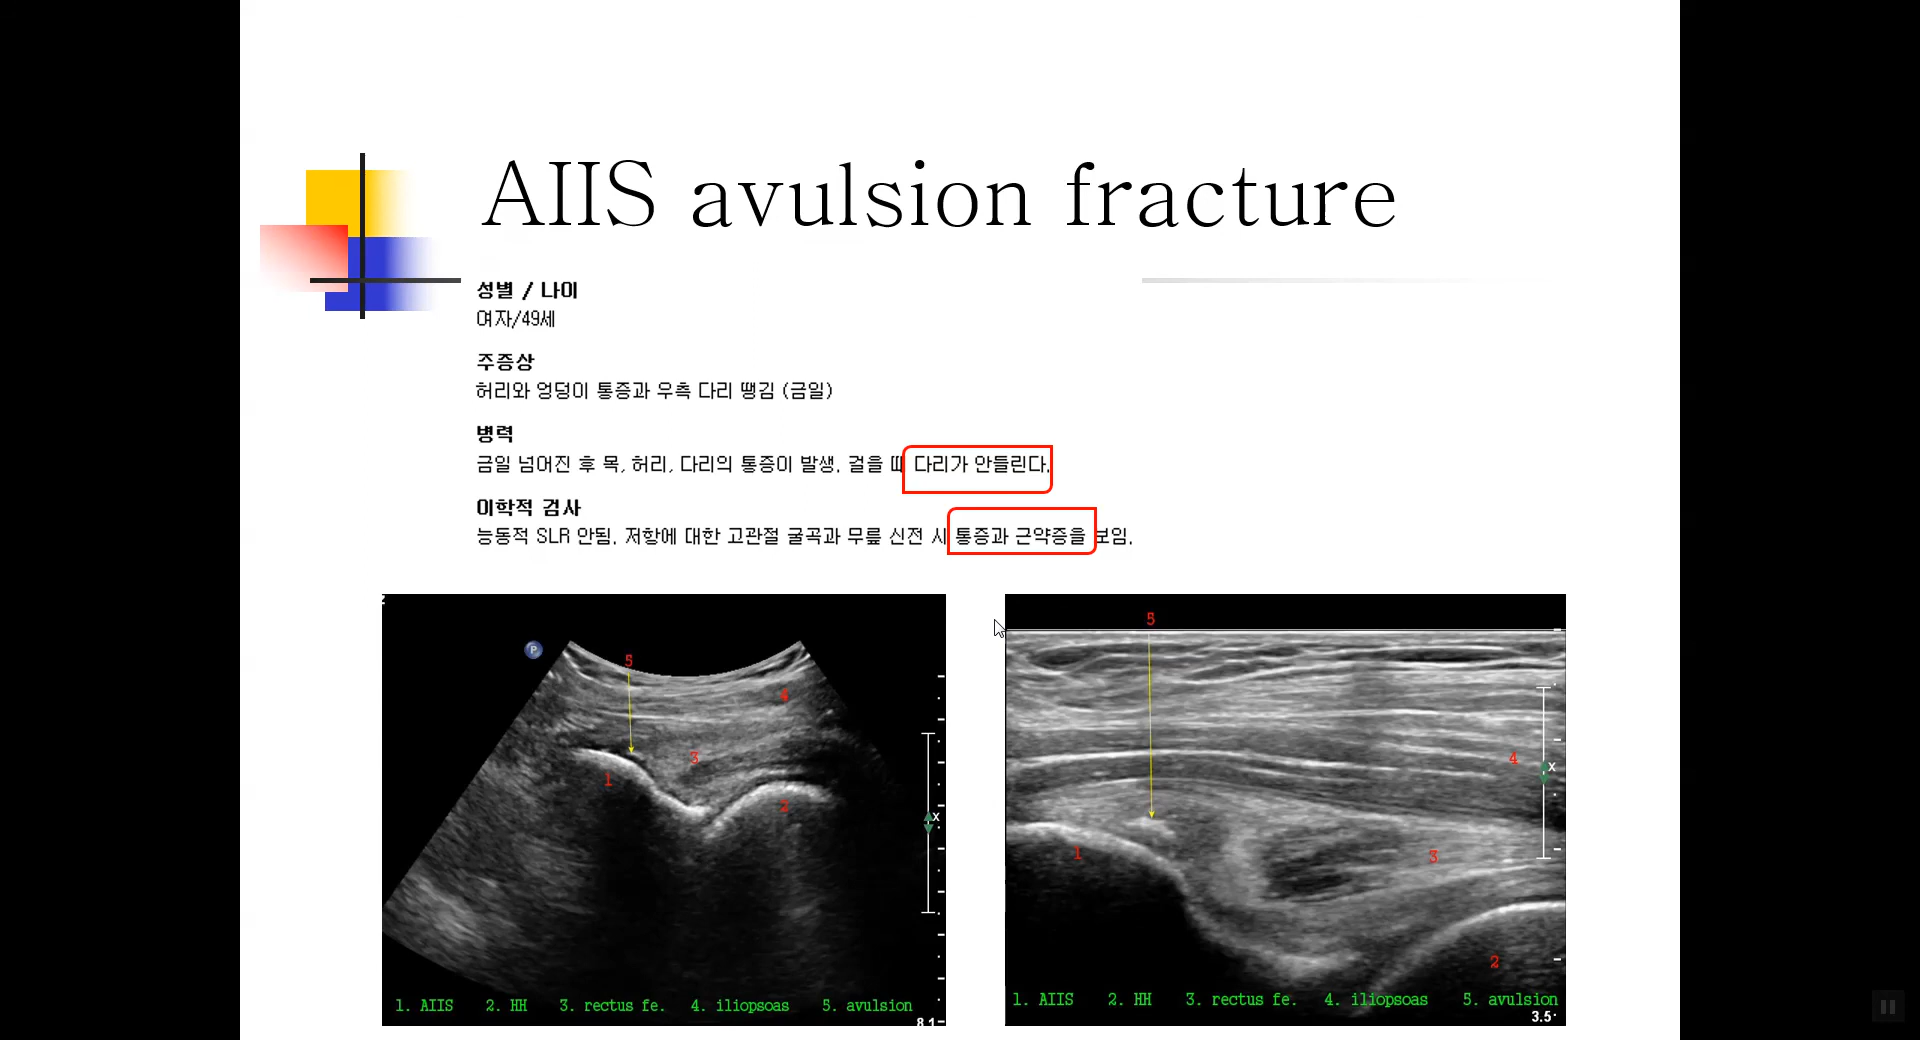 AIIS avulsion fracture
성별 / 나이
여자/49세
주증상
허리와 엉덩이 통증과 우측 다리 땡김 (금일)
병력
금일 넘어진 후 목, 허리, 다리의 통증이 발생. 걸을 때 다리가 안들린다.
이학적 검사
능동적 SLR 안됨. 저항에 대한 고관절 굴곡과 무릎 신전 시 통증과 근약증을 보임.
P
5
4
3
1
2
x
1. AIIS 2. HH 3. rectus fe. 4. iliopsoas 5. avulsion
8.1
5
4
x
1
3
2
1. AIIS 2. HH 3. rectus fe. 4. iliopsoas 5. avulsion
3.5